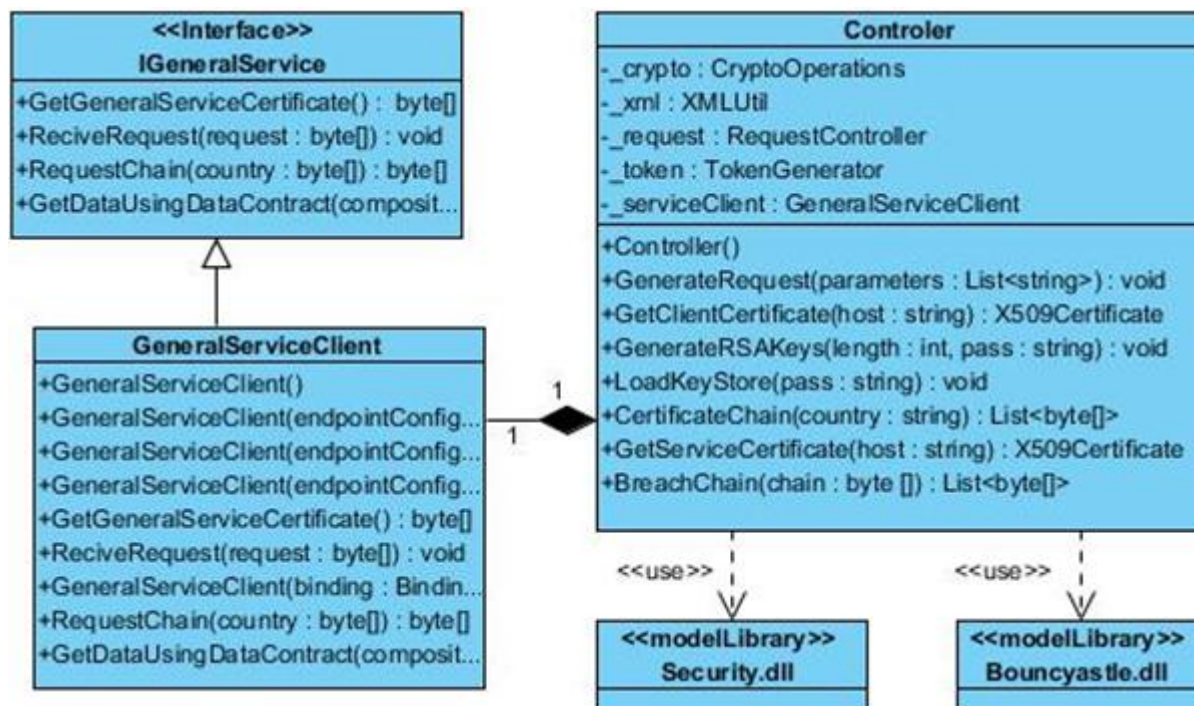 <<Interface>>
IGeneralService
+GetGeneralServiceCertificate() : byte[]
+ReciveRequest(request : byte[]) : void
+RequestChain(country : byte[]) : byte[]
+GetDataUsingDataContract(composit...
GeneralServiceClient
+GeneralServiceClient()
+GeneralServiceClient(endpointConfig...
+GeneralServiceClient(endpointConfig...
+GeneralServiceClient(endpointConfig...
+GetGeneralServiceCertificate() : byte[]
+ReciveRequest(request : byte[]) : void
+GeneralServiceClient(binding : Bindin...
+RequestChain(country : byte[]) : byte[]
+GetDataUsingDataContract(composit...
1
1
Controler
-_crypto : CryptoOperations
-_xml : XMLUtil
-_request : RequestController
-_token : TokenGenerator
-_serviceClient : GeneralServiceClient
+Controller()
+GenerateRequest(parameters : List<string>) : void
+GetClientCertificate(host : string) : X509Certificate
+GenerateRSAKeys(length : int, pass : string) : void
+LoadKeyStore(pass : string) : void
+CertificateChain(country : string) : List<byte[]>
+GetServiceCertificate(host : string) : X509Certificate
+BreachChain(chain : byte []) : List<byte[]>
<<use>>
<<use>>
<<modelLibrary>>
Security.dll
<<modelLibrary>>
Bouncyastle.dll